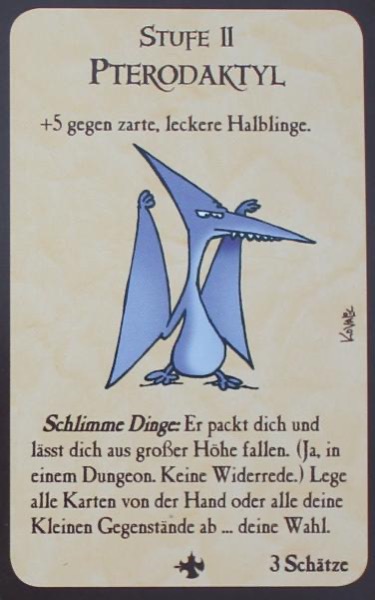 Stufe 11
Pterodaktyl
+5 gegen zarte, leckere Halblinge.
Kovalic
Schlimme Dinge: Er packt dich und
lässt dich aus großer Höhe fallen. (Ja, in
einem Dungeon. Keine Widerrede.) Lege
alle Karten von der Hand oder alle deine
Kleinen Gegenstände ab ... deine Wahl.
3 Schätze